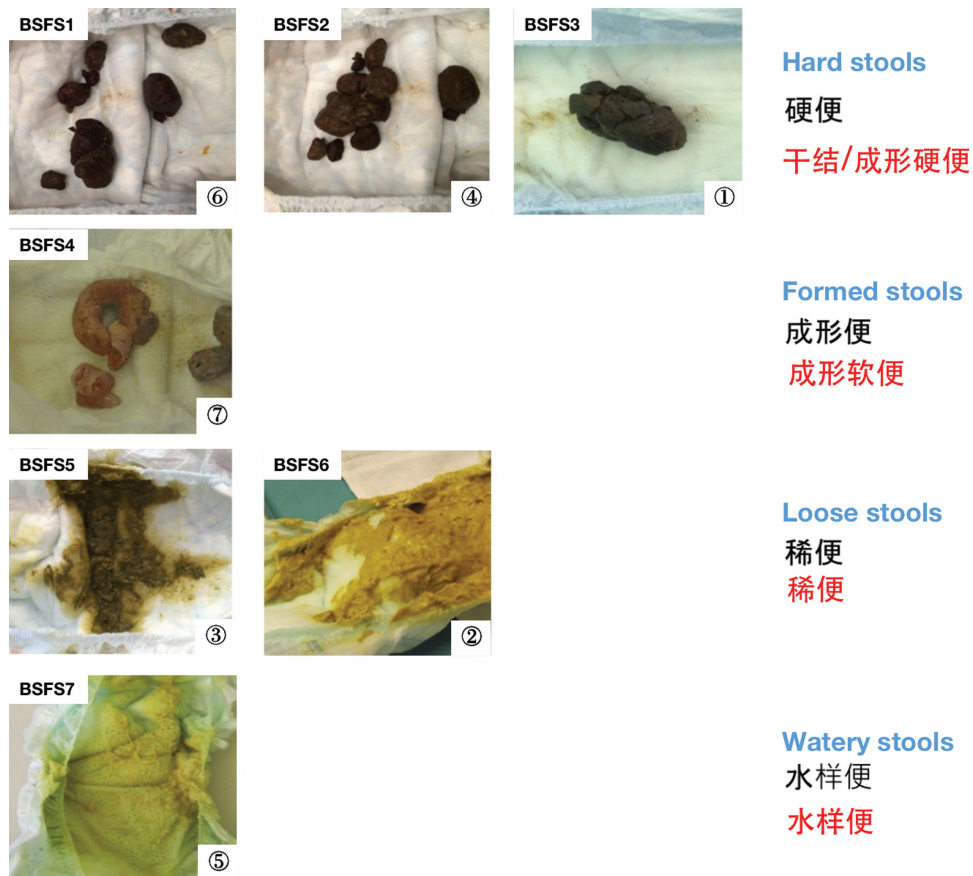 BSFS1
BSFS2
BSFS3
⑥
④
①
Hard stools
硬便
干结/成形硬便
BSFS4
⑦
Formed stools
成形便
成形软便
BSFS5
BSFS6
③
②
Loose stools
稀便
稀便
BSFS7
⑤
Watery stools
水样便
水样便